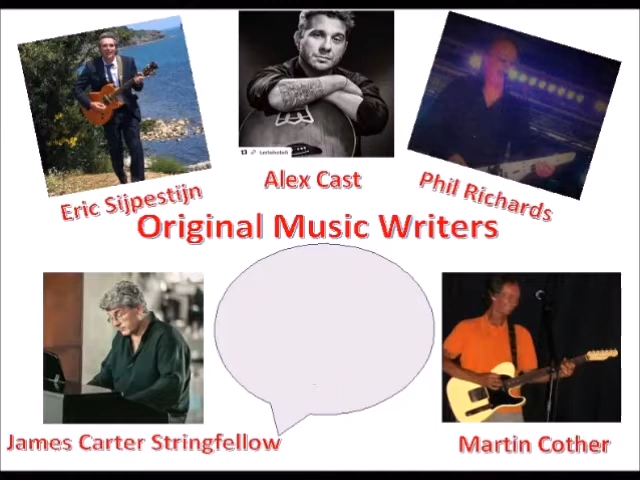 Alex Cast
Phil Richards
Eric Sijpestijn
Original Music Writers
James Carter Stringfellow
Martin Cother